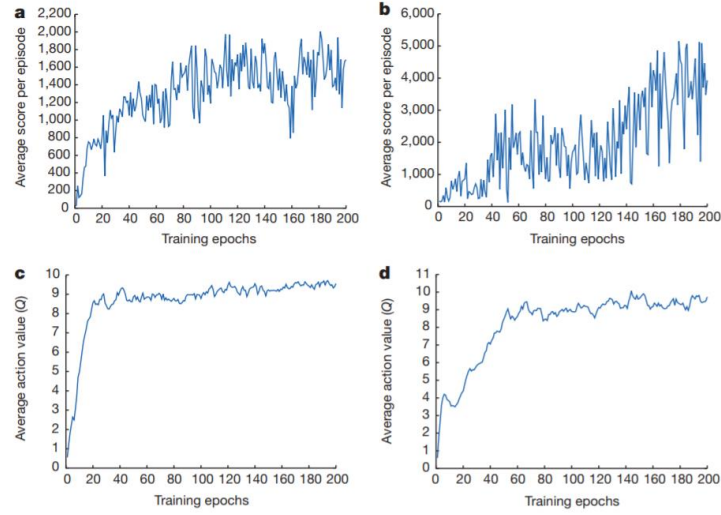 a
Average score per episode
2,200
2,000
1,800
1,600
1,400
1,200
1,000
800
600
400
200
0
0 20 40 60 80 100 120 140 160 180 200
Training epochs
b
Average score per episode
6,000
5,000
4,000
3,000
2,000
1,000
0
0 20 40 60 80 100 120 140 160 180 200
Training epochs
c
Average action value (Q)
10
9
8
7
6
5
4
3
2
1
0
0 20 40 60 80 100 120 140 160 180 200
Training epochs
d
Average action value (Q)
11
10
9
8
7
6
5
4
3
2
1
0
0 20 40 60 80 100 120 140 160 180 200
Training epochs